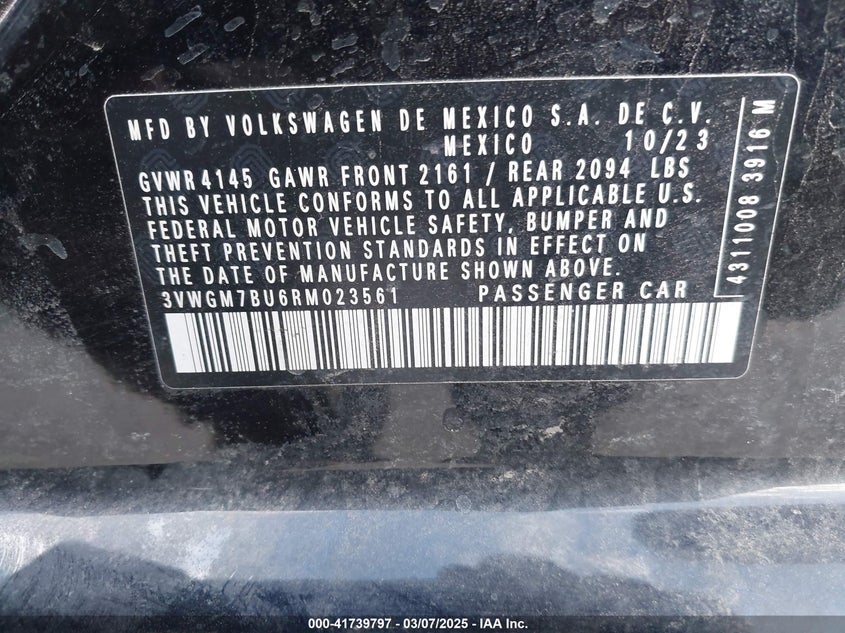 MFD BY VOLKSWAGEN DE MEXICO S.A. DE C.V.
MEXICO 10/23
GVWR 4145 GAWR FRONT 2161 / REAR 2094 LBS
THIS VEHICLE CONFORMS TO ALL APPLICABLE U.S.
FEDERAL MOTOR VEHICLE SAFETY, BUMPER AND
THEFT PREVENTION STANDARDS IN EFFECT ON
THE DATE OF MANUFACTURE SHOWN ABOVE.
3VWGM7BU6RM023561 PASSENGER CAR
43111008 3916 M
000-41739797 - 03/07/2025 - IAA Inc.